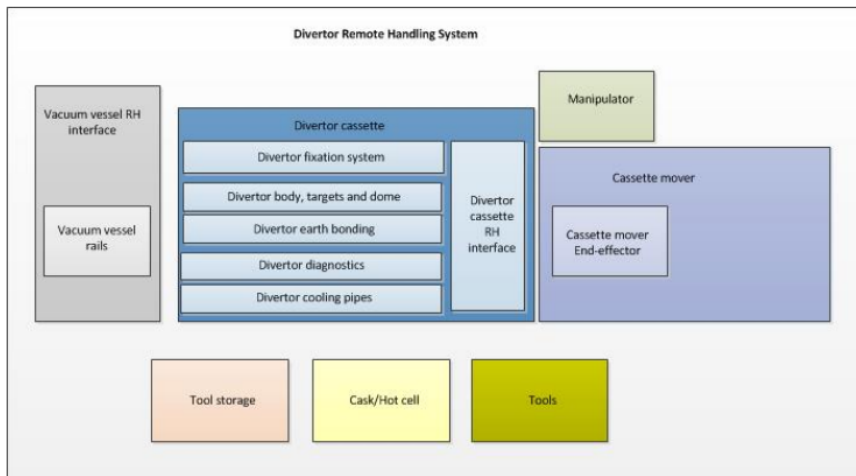 Divertor Remote Handling System
Vacuum vessel RH
interface
Vacuum vessel
rails
Divertor cassette
Divertor fixation system
Divertor body, targets and dome
Divertor earth bonding
Divertor diagnostics
Divertor cooling pipes
Divertor
cassette
RH
interface
Manipulator
Cassette mover
Cassette mover
End-effector
Tool storage
Cask/Hot cell
Tools